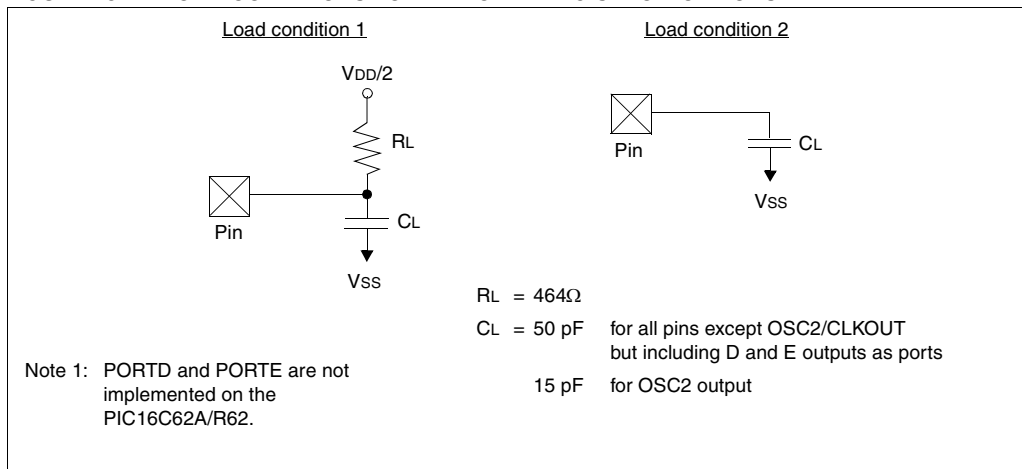 Load condition 1
VDD/2
RL
Pin
CL
VSS
Load condition 2
Pin
CL
VSS
RL = 464Ω
CL = 50 pF for all pins except OSC2/CLKOUT
but including D and E outputs as ports
15 pF for OSC2 output
Note 1: PORTD and PORTE are not
implemented on the
PIC16C62A/R62.